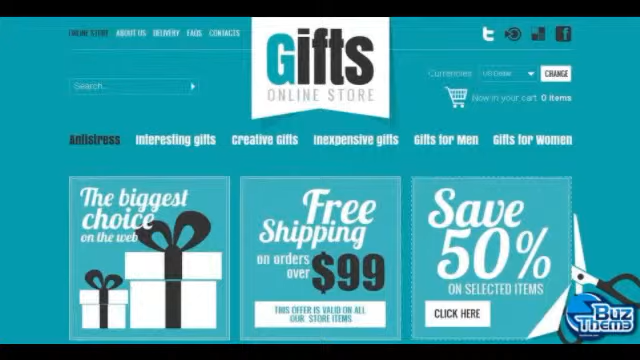 ONLINE STORE ABOUT US DELIVERY FAQS CONTACTS
Gifts
ONLINE STORE
Search...
Currencies: US Dollar CHANGE
Now in your cart 0 items
Antistress Interesting gifts Creative Gifts Inexpensive gifts Gifts for Men Gifts for Women
The biggest
choice
on the web
Free
Shipping
on orders
over $99
THIS OFFER IS VALID ON ALL
OUR STORE ITEMS
Save
50%
ON SELECTED ITEMS
CLICK HERE
Buz
Them3